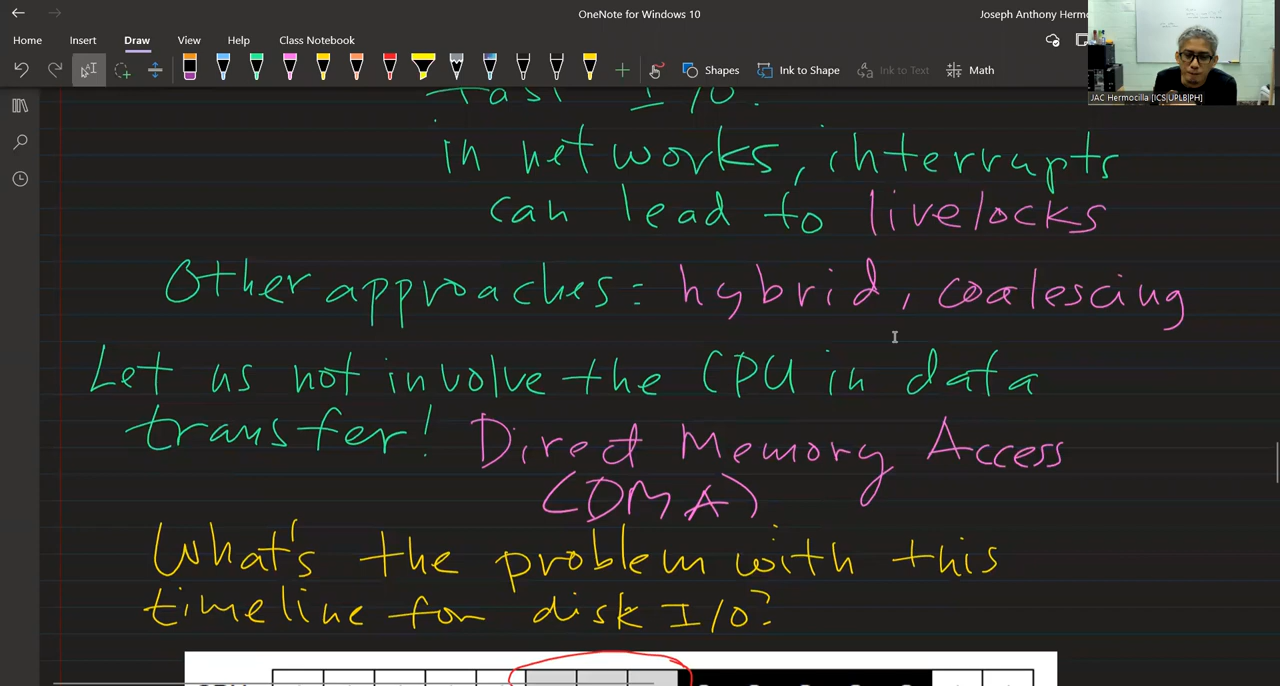 OneNote for Windows 10
Joseph Anthony Hermo
Home Insert Draw View Help Class Notebook
Shapes Ink to Shape Ink to Text Math
JAC Hermocilla [ICS|UPLB|PH]
fast I/O.
in networks, interrupts
can lead to livelocks
Other approaches: hybrid, coalescing
Let us not involve the CPU in data
transfer! Direct Memory Access
(DMA)
What's the problem with this
timeline for disk I/O?